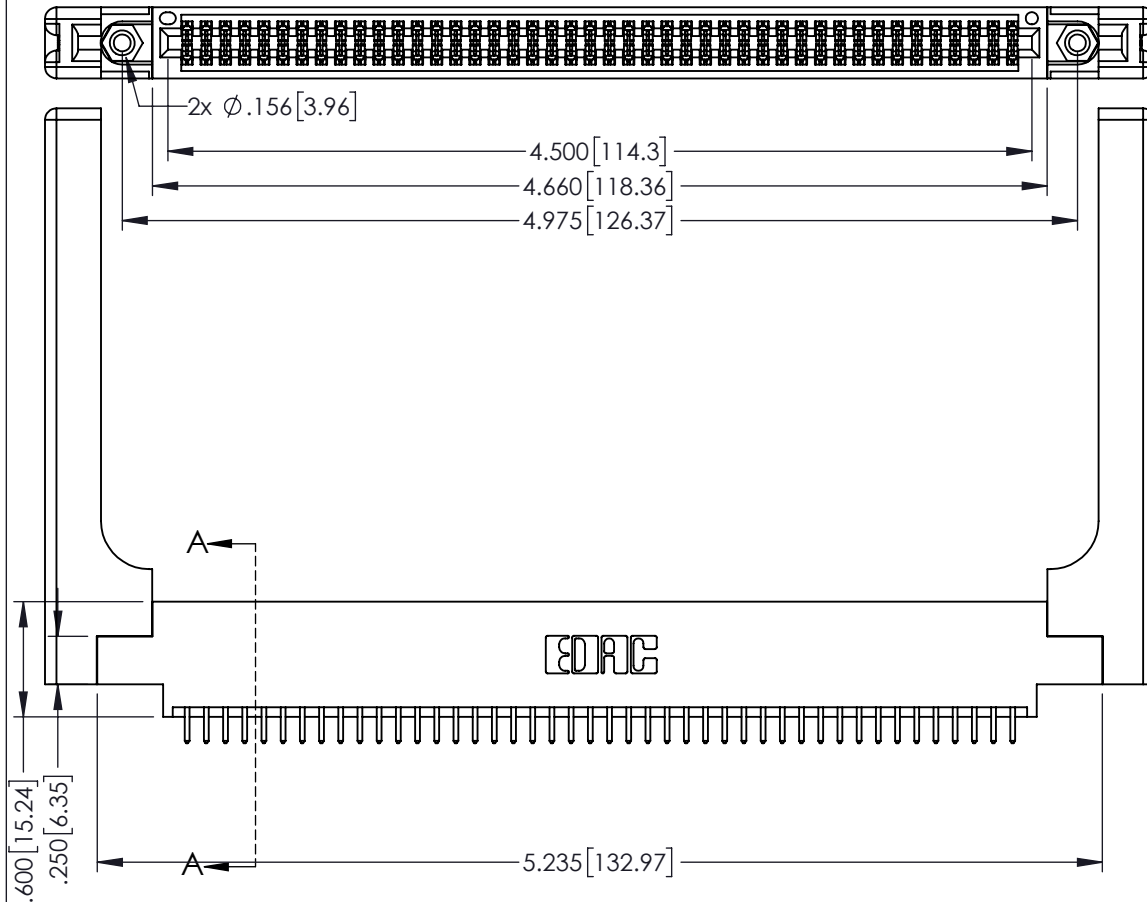 2x ∅.156[3.96]
4.500[114.3]
4.660[118.36]
4.975[126.37]
A
EDAC
.600[15.24]
.250[6.35]
A
5.235[132.97]